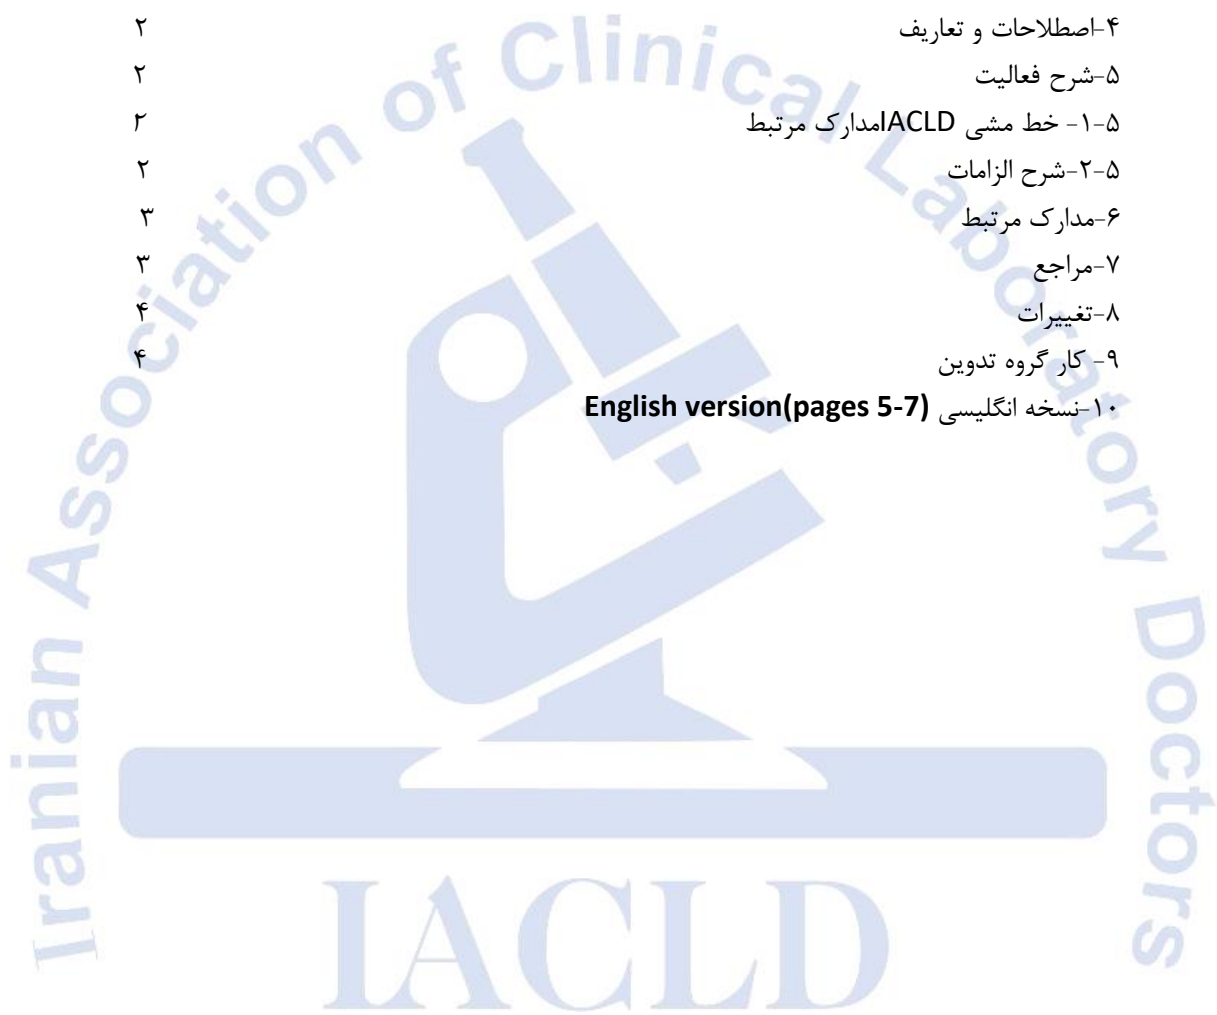 ۴-اصطلاحات و تعاریف ۲
۵-شرح فعالیت ۲
۵-۱- خط مشی IACLDمدارک مرتبط ۲
۵-۲-شرح الزامات ۲
۶-مدارک مرتبط ۳
۷-مراجع ۳
۸-تغییرات ۴
۹- کار گروه تدوین ۴
۱۰-نسخه انگلیسی English version(pages 5-7)
Iranian Association of Clinical Laboratory Doctors
IACLD